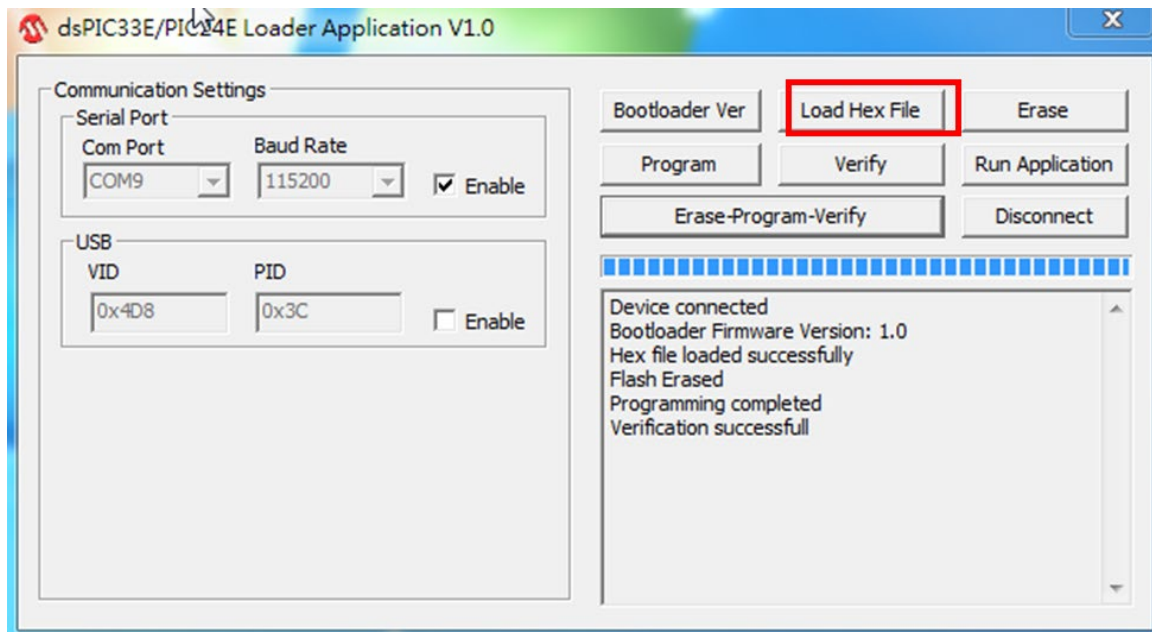 dsPIC33E/PIC24E Loader Application V1.0
Communication Settings
Serial Port
Com Port Baud Rate
COM9 115200 Enable
USB
VID PID
0x4D8 0x3C Enable
Bootloader Ver Load Hex File Erase
Program Verify Run Application
Erase-Program-Verify Disconnect
Device connected
Bootloader Firmware Version: 1.0
Hex file loaded successfully
Flash Erased
Programming completed
Verification successfull